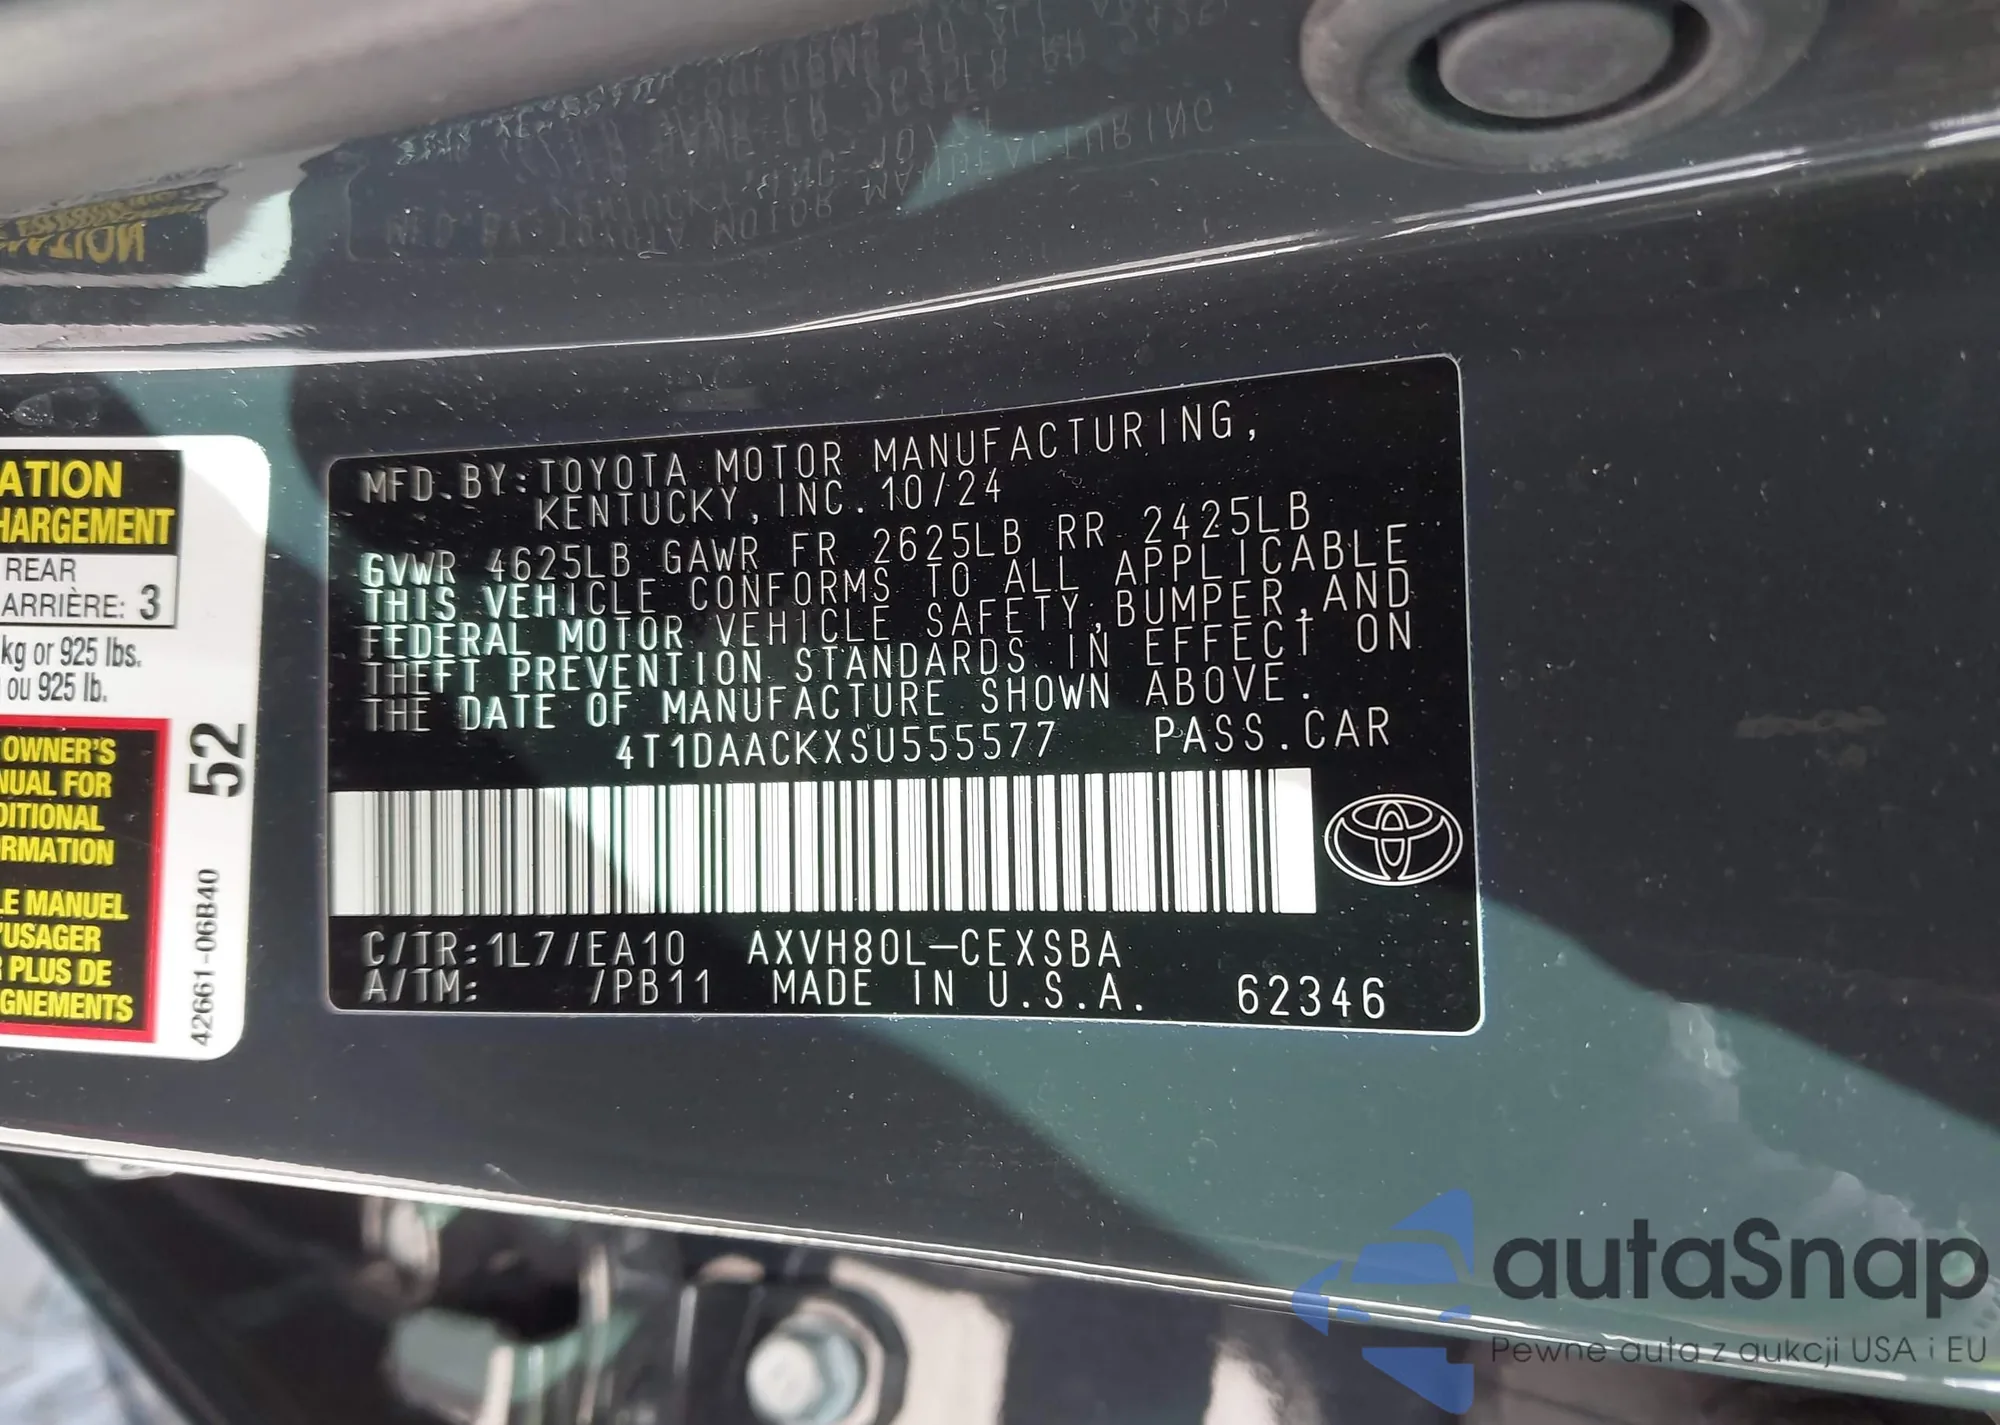 ATION
HARGEMENT
REAR
ARRIÈRE: 3
kg or 925 lbs.
ou 925 lb.
OWNER'S
NUAL FOR
DITIONAL
RMATION
LE MANUEL
'USAGER
R PLUS DE
GNEMENTS
52
42661-06B40
MFD.BY:TOYOTA MOTOR MANUFACTURING,
KENTUCKY,INC.10/24
GVWR 4625LB GAWR FR 2625LB RR 2425LB
THIS VEHICLE CONFORMS TO ALL APPLICABLE
FEDERAL MOTOR VEHICLE SAFETY,BUMPER,AND
THEFT PREVENTION STANDARDS IN EFFECT ON
THE DATE OF MANUFACTURE SHOWN ABOVE.
4T1DAACKXSU555577 PASS.CAR
C/TR:1L7/EA10 AXVH80L-CEXSBA
A/TM: /PB11 MADE IN U.S.A. 62346
autaSnap
Pewne auta z aukcji USA i EU